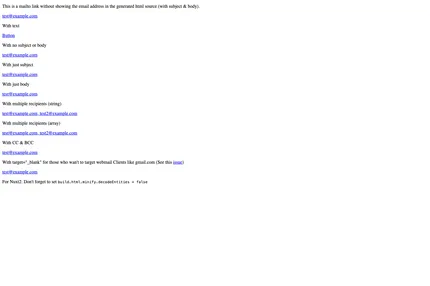 This is a mailto link without showing the email address in the generated html source (with subject & body).
test@example.com
With text
Button
With no subject or body
test@example.com
With just subject
test@example.com
With just body
test@example.com
With multiple recipients (string)
test@example.com, test2@example.com
With multiple recipients (array)
test@example.com, test2@example.com
With CC & BCC
test@example.com
With target="_blank" for those who wan't to target webmail Clients like gmail.com (See this issue)
test@example.com
For Nuxt2: Don't forget to set build.html.minify.decodeEntities = false